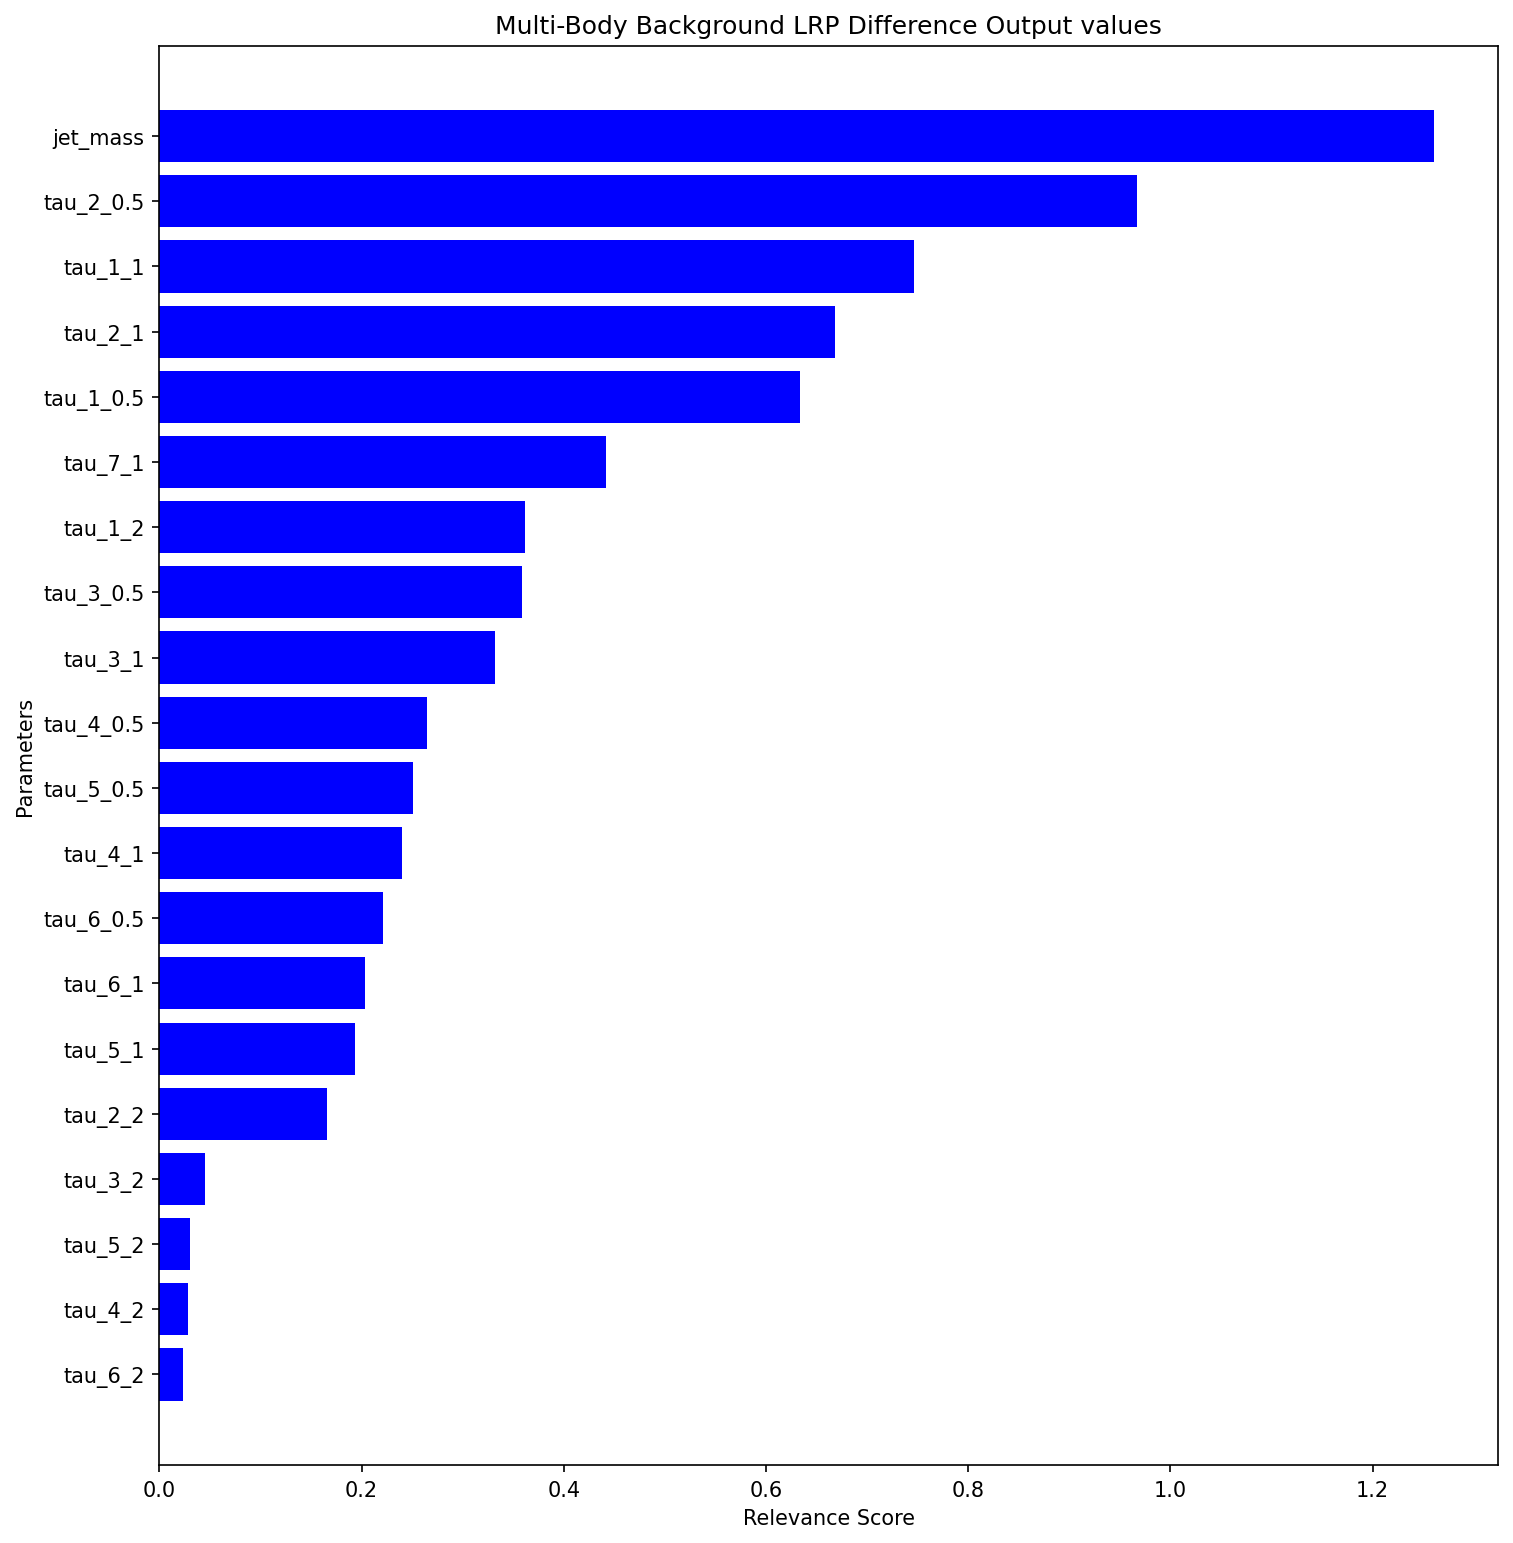 Multi-Body Background LRP Difference Output values
jet_mass
tau_2_0.5
tau_1_1
tau_2_1
tau_1_0.5
tau_7_1
tau_1_2
tau_3_0.5
tau_3_1
tau_4_0.5
tau_5_0.5
tau_4_1
tau_6_0.5
tau_6_1
tau_5_1
tau_2_2
tau_3_2
tau_5_2
tau_4_2
tau_6_2
Parameters
0.0 0.2 0.4 0.6 0.8 1.0 1.2
Relevance Score